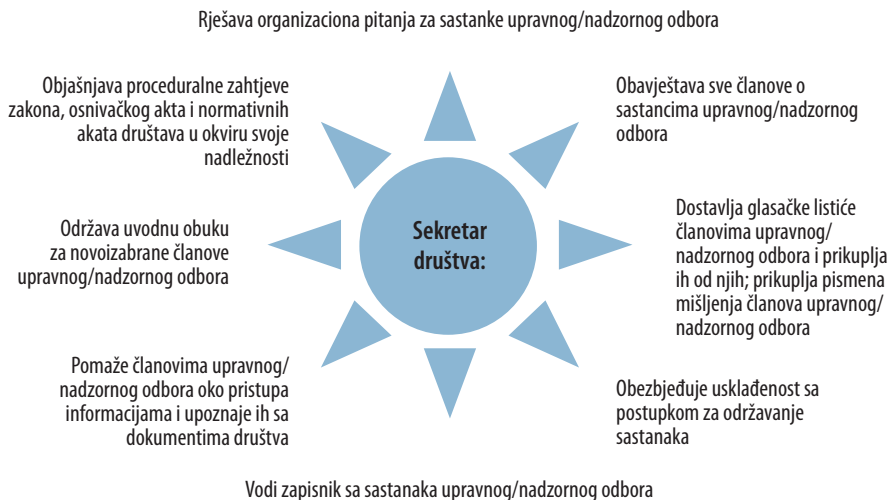 Rješava organizaciona pitanja za sastanke upravnog/nadzornog odbora
Objašnjava proceduralne zahtjeve
zakona, osnivačkog akta i normativnih
akata društava u okviru svoje
nadležnosti
Obavještava sve članove o
sastancima upravnog/nadzornog
odbora
Održava uvodnu obuku
za novoizabrane članove
upravnog/nadzornog odbora
Sekretar
društva:
Dostavlja glasačke listiće
članovima upravnog/
nadzornog odbora i prikuplja
ih od njih; prikuplja pismena
mišljenja članova upravnog/
nadzornog odbora
Pomaže članovima upravnog/
nadzornog odbora oko pristupa
informacijama i upoznaje ih sa
dokumentima društva
Obezbjeđuje usklađenost sa
postupkom za održavanje
sastanaka
Vodi zapisnik sa sastanaka upravnog/nadzornog odbora